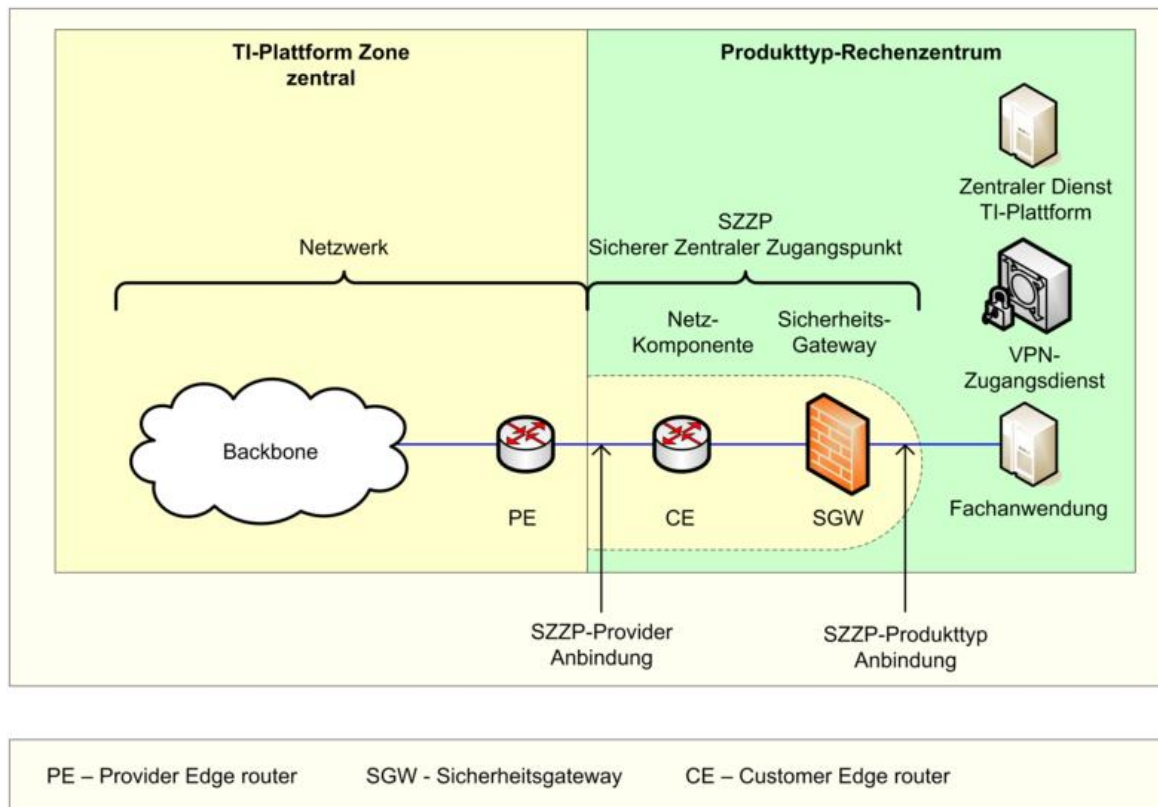 TI-Plattform Zone
zentral
Produkttyp-Rechenzentrum
Zentraler Dienst
TI-Plattform
Netzwerk
SZZP
Sicherer Zentraler Zugangspunkt
Netz-
Komponente
Sicherheits-
Gateway
VPN-
Zugangsdienst
Backbone
PE
CE
SGW
Fachanwendung
SZZP-Provider
Anbindung
SZZP-Produkttyp
Anbindung
PE – Provider Edge router
SGW - Sicherheitsgateway
CE – Customer Edge router